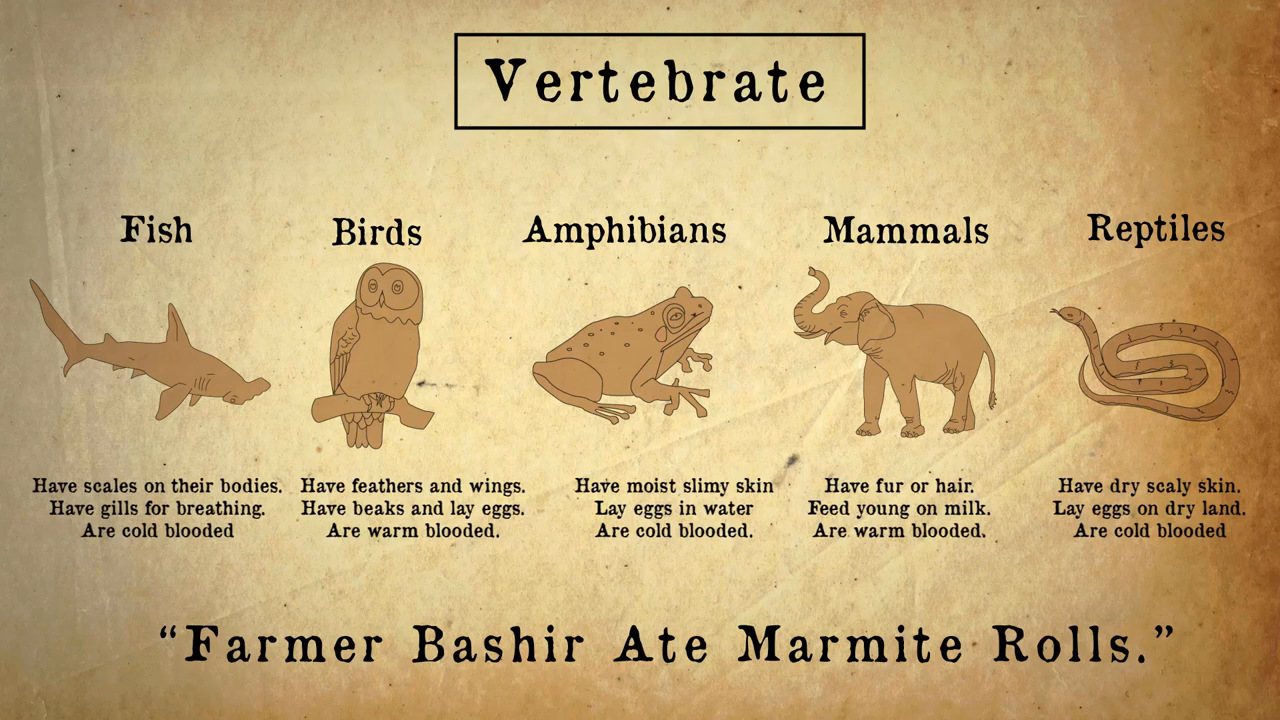 Vertebrate
Fish
Birds
Amphibians
Mammals
Reptiles
Have scales on their bodies.
Have gills for breathing.
Are cold blooded
Have feathers and wings.
Have beaks and lay eggs.
Are warm blooded.
Have moist slimy skin
Lay eggs in water
Are cold blooded.
Have fur or hair.
Feed young on milk.
Are warm blooded.
Have dry scaly skin.
Lay eggs on dry land.
Are cold blooded
“Farmer Bashir Ate Marmite Rolls.”